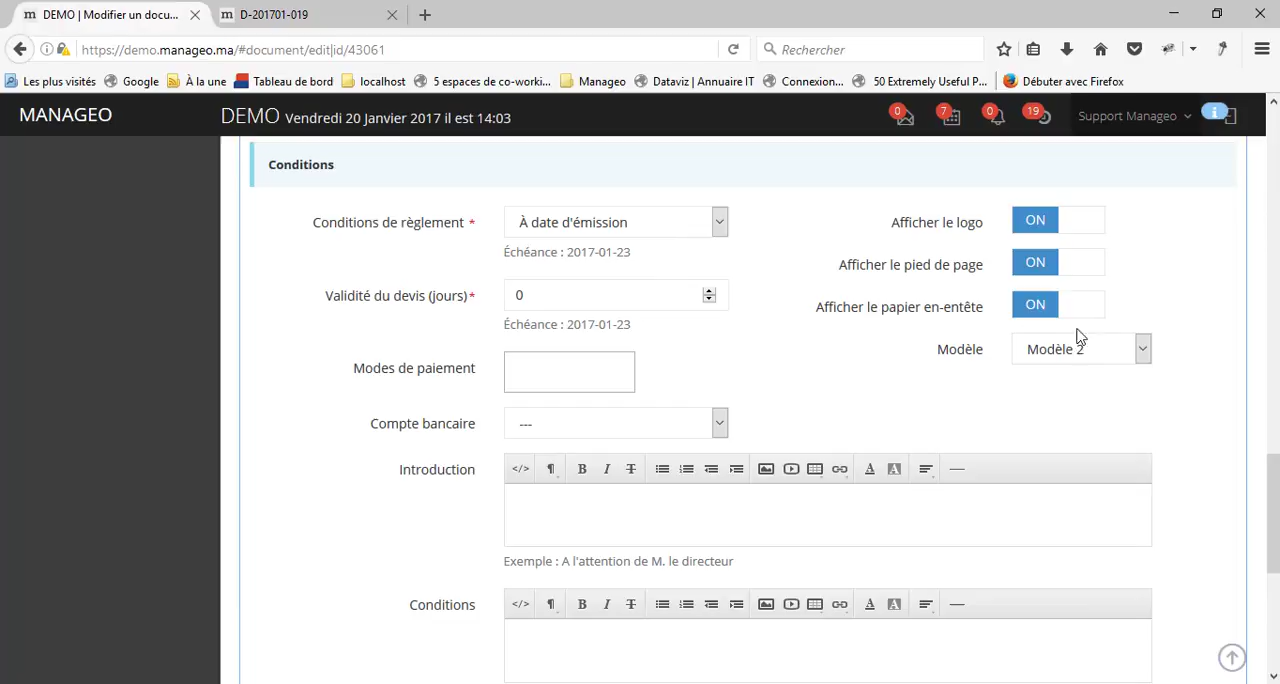 DEMO | Modifier un docu...
D-201701-019
https://demo.manageo.ma/#document/edit|id/43061
Rechercher
Les plus visités
Google
À la une
Tableau de bord
localhost
5 espaces de co-worki...
Manageo
Dataviz | Annuaire IT
Connexion...
50 Extremely Useful P...
Débuter avec Firefox
MANAGEO
DEMO Vendredi 20 Janvier 2017 il est 14:03
0
7
0
19
Support Manageo
Conditions
Conditions de règlement *
À date d'émission
Échéance : 2017-01-23
Afficher le logo
ON
Afficher le pied de page
ON
Validité du devis (jours)*
0
Échéance : 2017-01-23
Afficher le papier en-entête
ON
Modèle
Modèle 2
Modes de paiement
Compte bancaire
---
Introduction
Exemple : A l'attention de M. le directeur
Conditions